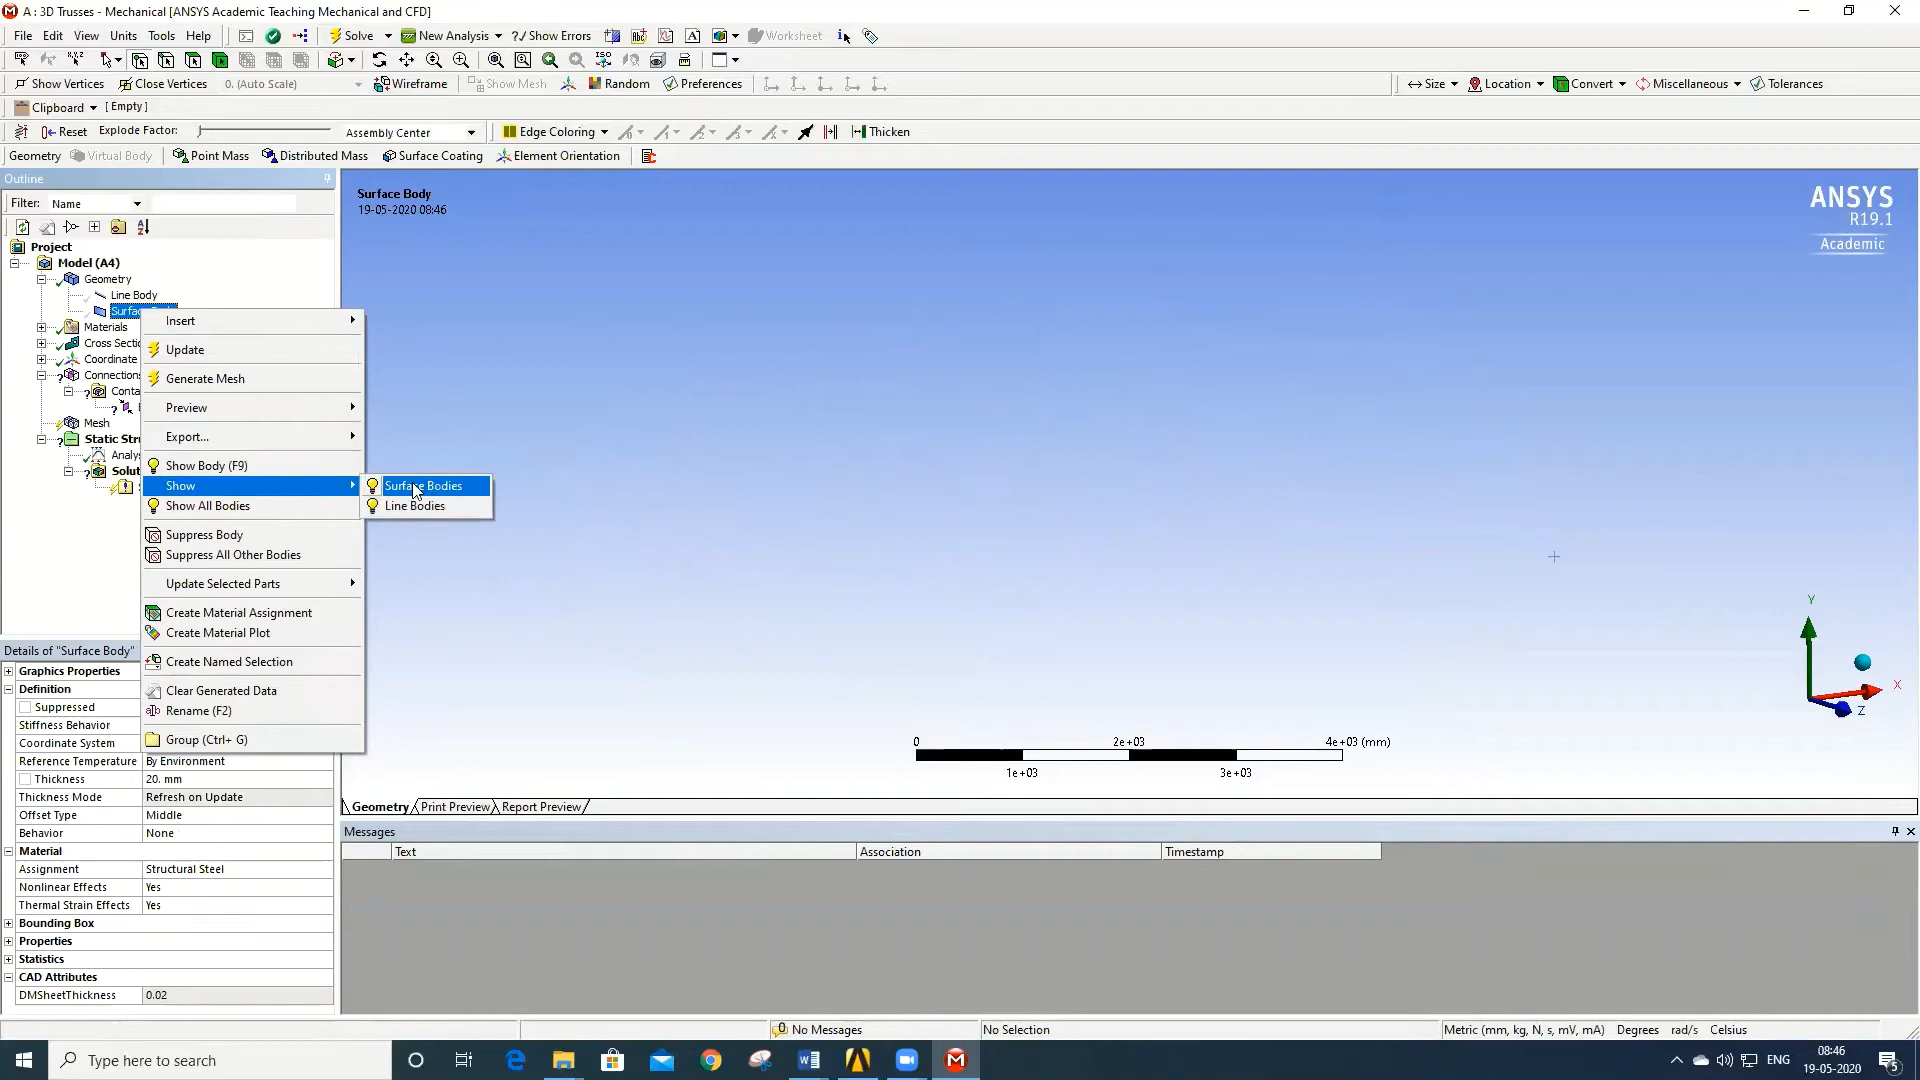 A : 3D Trusses - Mechanical [ANSYS Academic Teaching Mechanical and CFD]
File Edit View Units Tools Help Solve New Analysis ?/ Show Errors Worksheet
Show Vertices Close Vertices 0. (Auto Scale) Wireframe Show Mesh Random Preferences Size Location Convert Miscellaneous Tolerances
Clipboard [ Empty ]
Reset Explode Factor: Assembly Center Edge Coloring Thicken
Geometry Virtual Body Point Mass Distributed Mass Surface Coating Element Orientation
Outline
Filter: Name
Project
Model (A4)
Geometry
Line Body
Materials
Coordinate
Connections
Mesh
Insert
Update
Generate Mesh
Preview
Export...
Show Body (F9)
Show
Show All Bodies
Suppress Body
Suppress All Other Bodies
Update Selected Parts
Create Material Assignment
Create Material Plot
Create Named Selection
Clear Generated Data
Rename (F2)
Group (Ctrl+ G)
Surface Bodies
Line Bodies
Surface Body
19-05-2020 08:46
ANSYS
R19.1
Academic
Y
X
Z
0 2e+03 4e+03 (mm)
1e+03 3e+03
Details of "Surface Body"
Graphics Properties
Definition
Suppressed
Stiffness Behavior
Coordinate System
Reference Temperature By Environment
Thickness 20. mm
Thickness Mode Refresh on Update
Offset Type Middle
Behavior None
Material
Assignment Structural Steel
Nonlinear Effects Yes
Thermal Strain Effects Yes
Bounding Box
Properties
Statistics
CAD Attributes
DMSheetThickness 0.02
Geometry Print Preview Report Preview
Messages
Text Association Timestamp
No Messages No Selection Metric (mm, kg, N, s, mV, mA) Degrees rad/s Celsius
Type here to search
ENG
08:46
19-05-2020
5